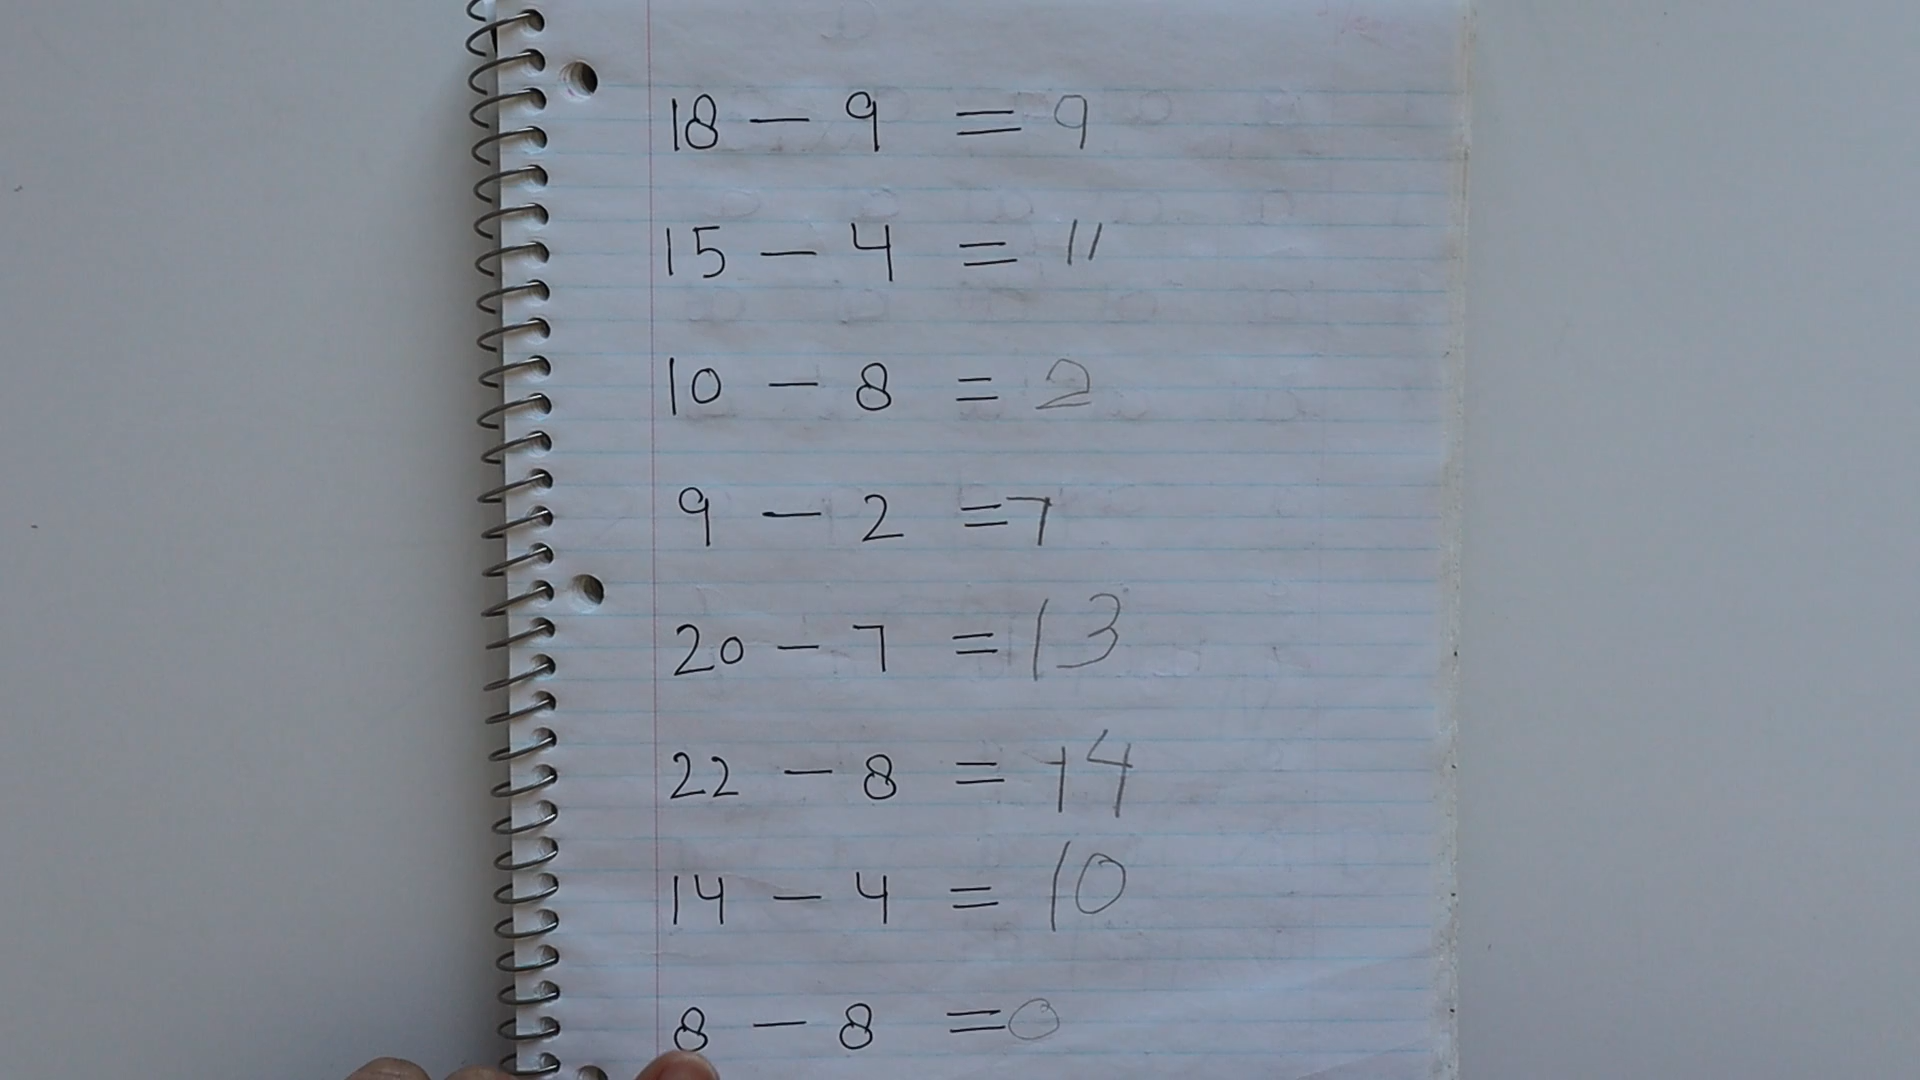 18 - 9 = 9
15 - 4 = 11
10 - 8 = 2
9 - 2 = 7
20 - 7 = 13
22 - 8 = 14
14 - 4 = 10
8 - 8 = 0